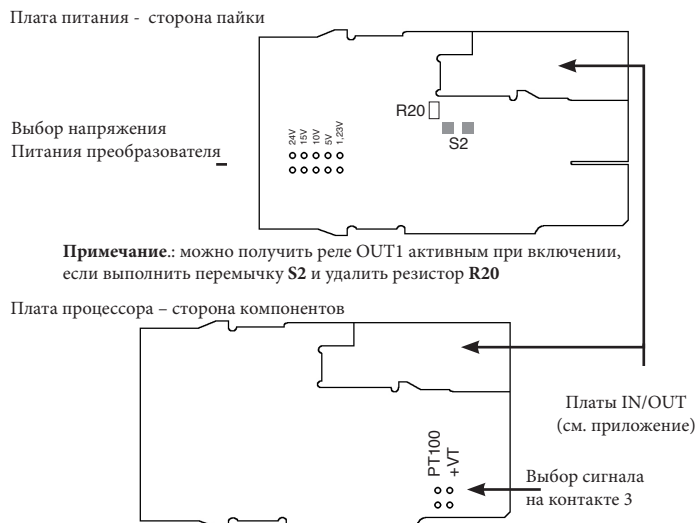 Плата питания - сторона пайки
R20
S2
Выбор напряжения
Питания преобразователя
24V
15V
10V
5V
1,23V
Примечание.: можно получить реле OUT1 активным при включении,
если выполнить перемычку S2 и удалить резистор R20
Плата процессора – сторона компонентов
Платы IN/OUT
(см. приложение)
PT100
+VT
Выбор сигнала
на контакте 3